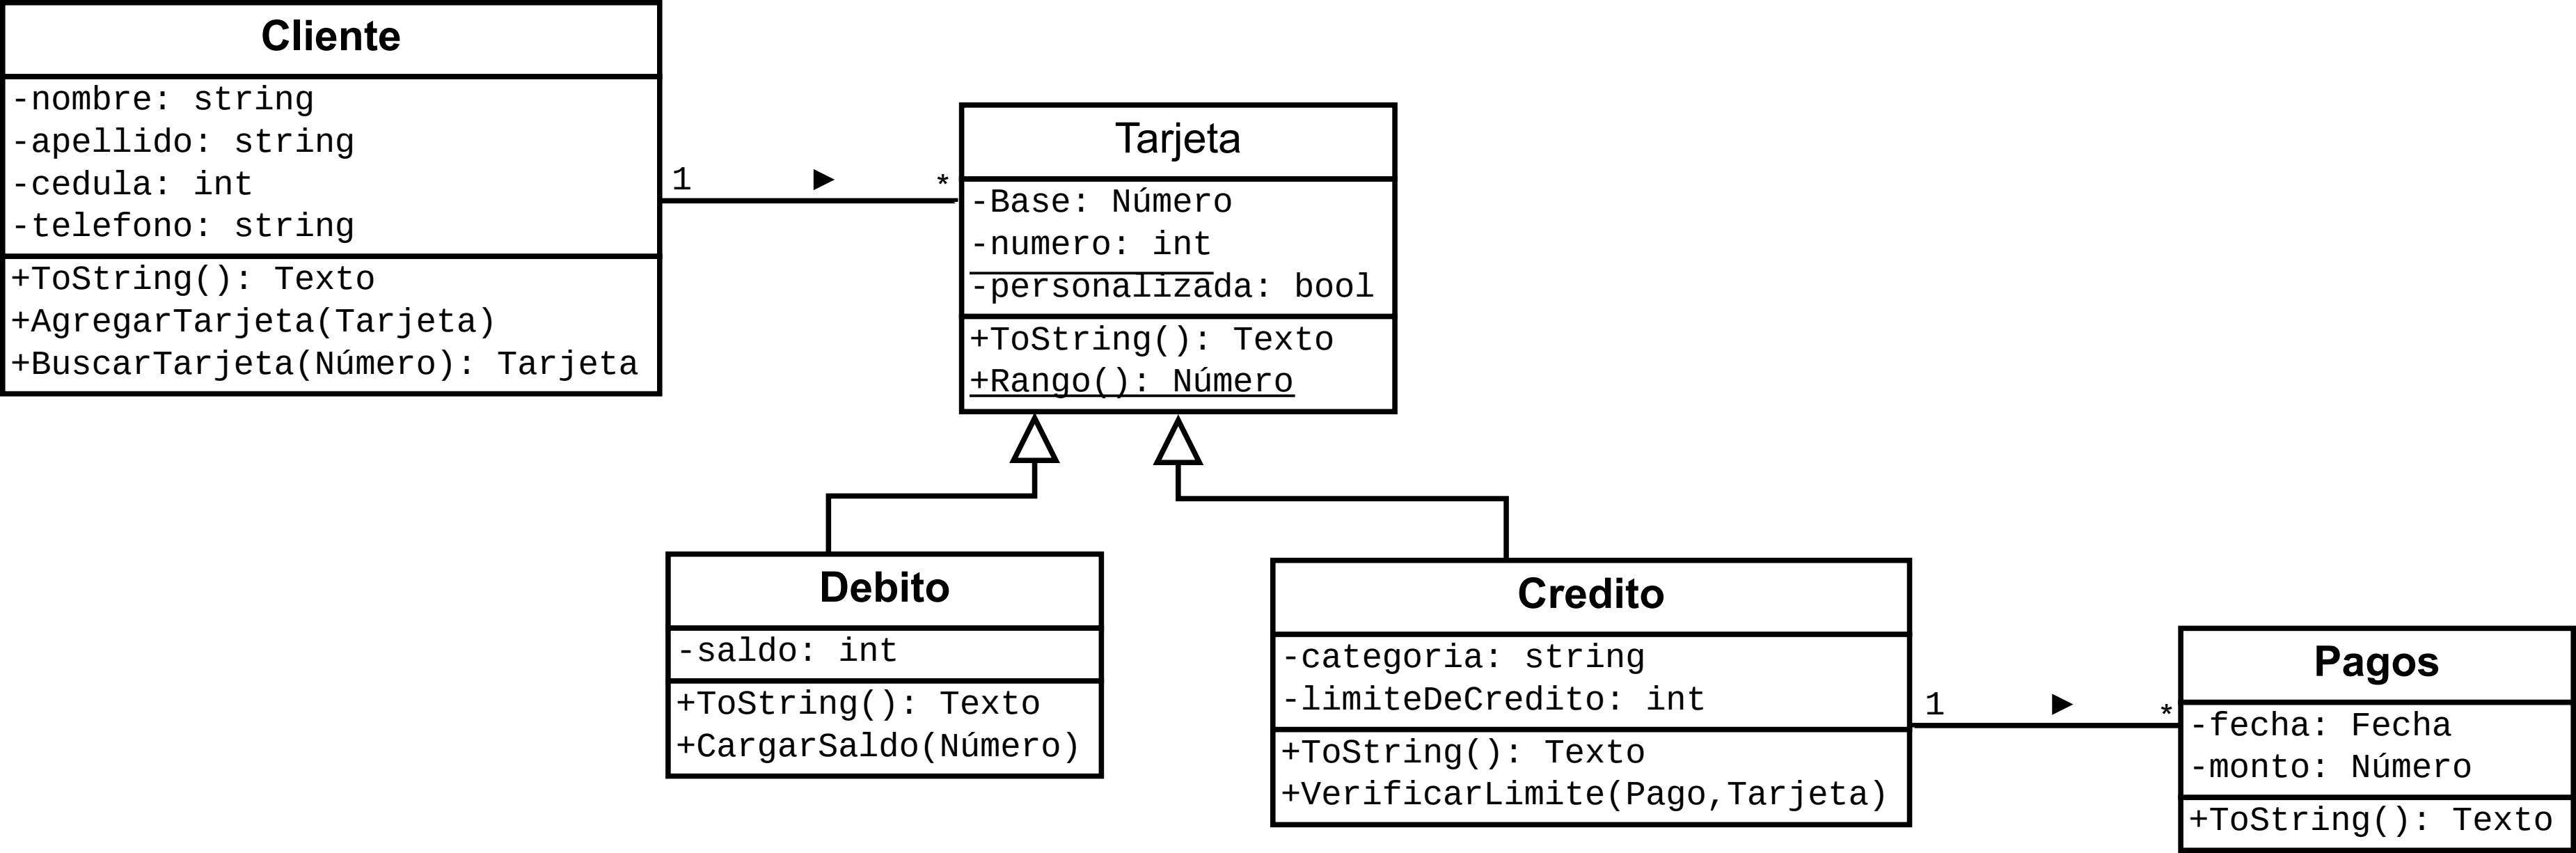 Cliente
-nombre: string
-apellido: string
-cedula: int
-telefono: string
+ToString(): Texto
+AgregarTarjeta(Tarjeta)
+BuscarTarjeta(Número): Tarjeta
1
*
Tarjeta
-Base: Número
-numero: int
-personalizada: bool
+ToString(): Texto
+Rango(): Número
Debito
-saldo: int
+ToString(): Texto
+CargarSaldo(Número)
Credito
-categoria: string
-limiteDeCredito: int
+ToString(): Texto
+VerificarLimite(Pago,Tarjeta)
1
*
Pagos
-fecha: Fecha
-monto: Número
+ToString(): Texto